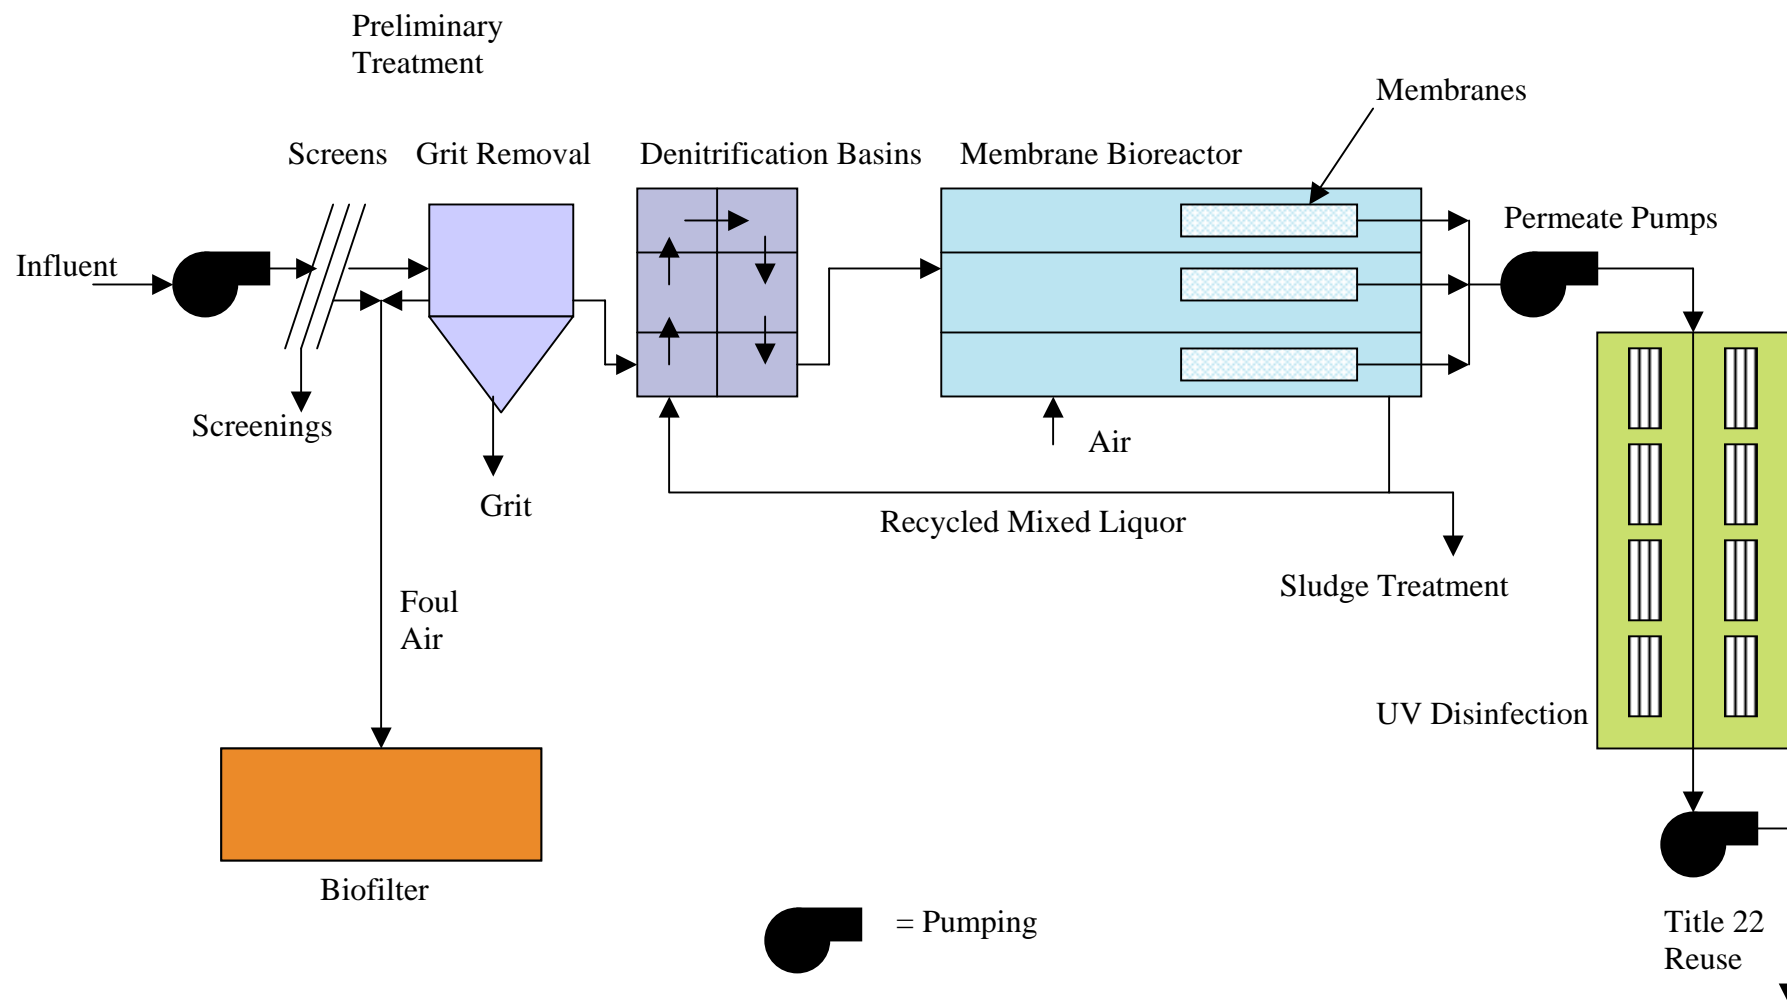 Preliminary
Treatment
Membranes
Screens
Grit Removal
Denitrification Basins
Membrane Bioreactor
Permeate Pumps
Influent
Screenings
Air
Grit
Recycled Mixed Liquor
Sludge Treatment
Foul
Air
UV Disinfection
Biofilter
= Pumping
Title 22
Reuse